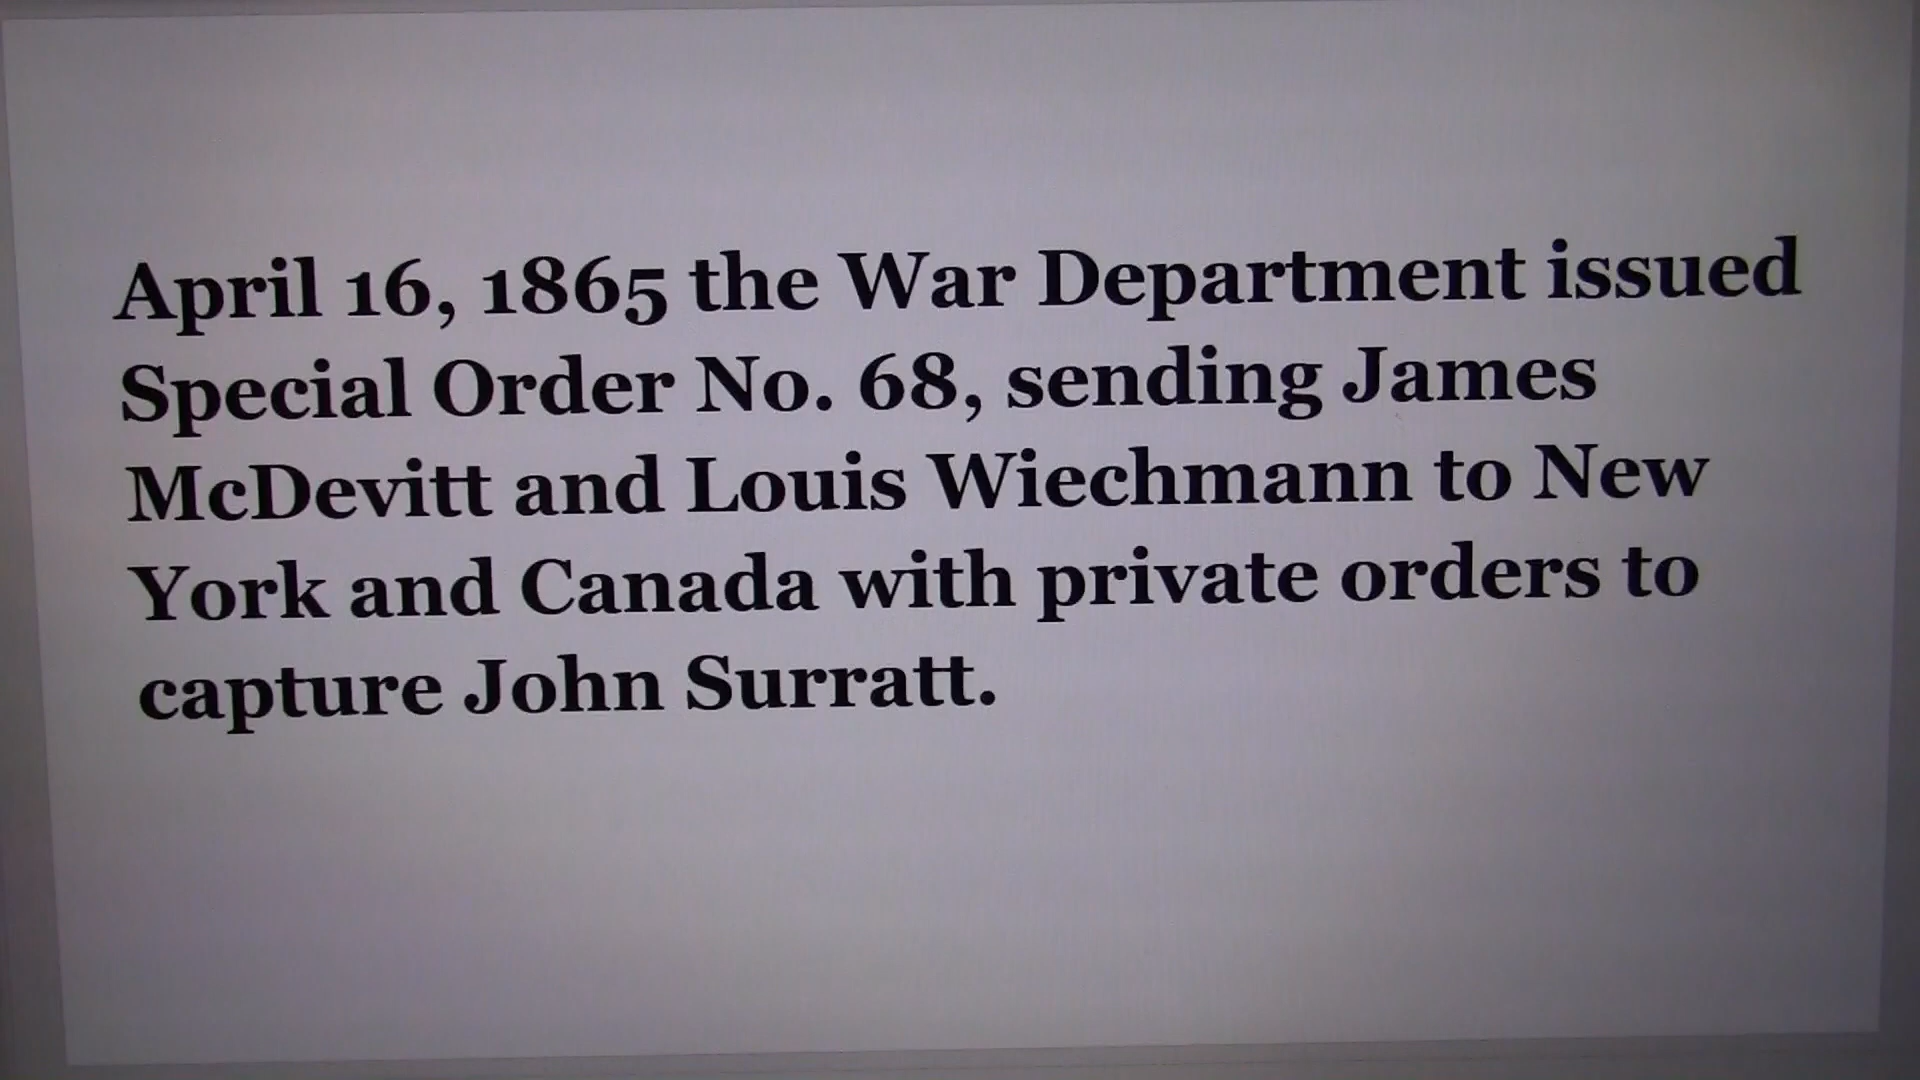 April 16, 1865 the War Department issued
Special Order No. 68, sending James
McDevitt and Louis Wiechmann to New
York and Canada with private orders to
capture John Surratt.